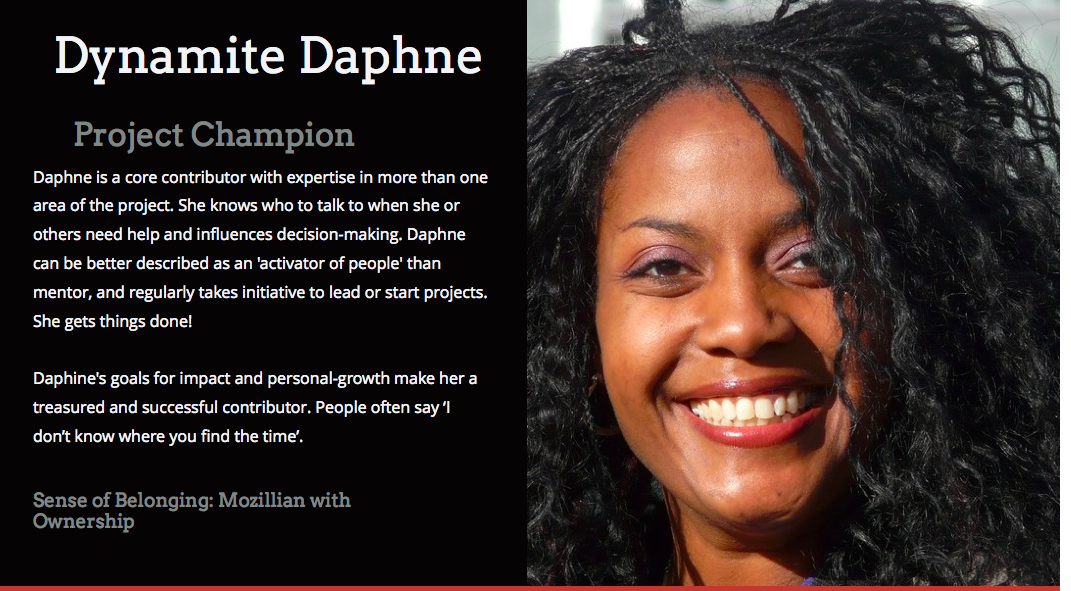 Dynamite Daphne
Project Champion
Daphne is a core contributor with expertise in more than one
area of the project. She knows who to talk to when she or
others need help and influences decision-making. Daphne
can be better described as an 'activator of people' than
mentor, and regularly takes initiative to lead or start projects.
She gets things done!
Daphine's goals for impact and personal-growth make her a
treasured and successful contributor. People often say ‘I
don’t know where you find the time’.
Sense of Belonging: Mozillian with
Ownership